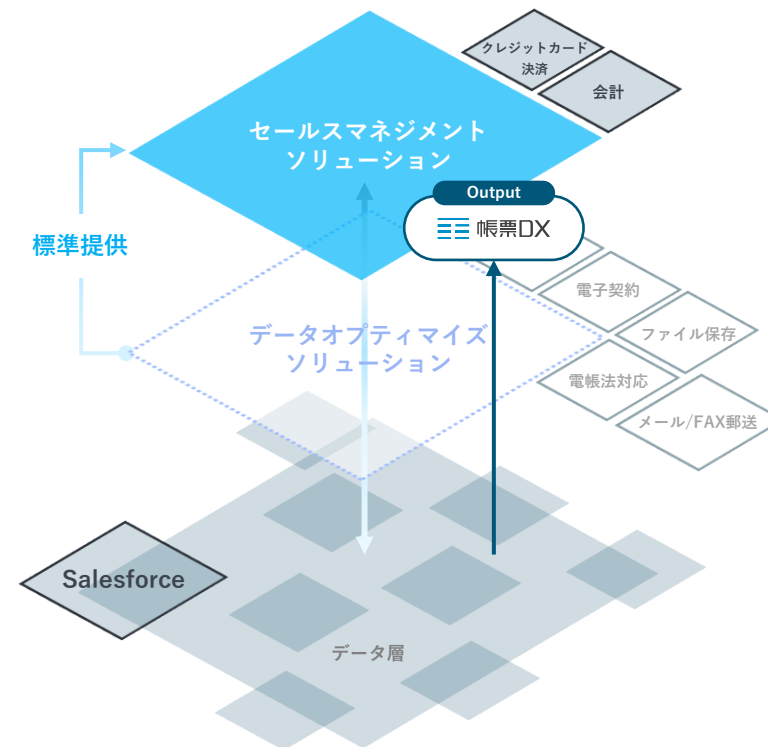 クレジットカード
決済
会計
セールスマネジメント
ソリューション
Output
帳票DX
標準提供
電子契約
データオプティマイズ
ソリューション
ファイル保存
電帳法対応
メール/FAX郵送
Salesforce
データ層